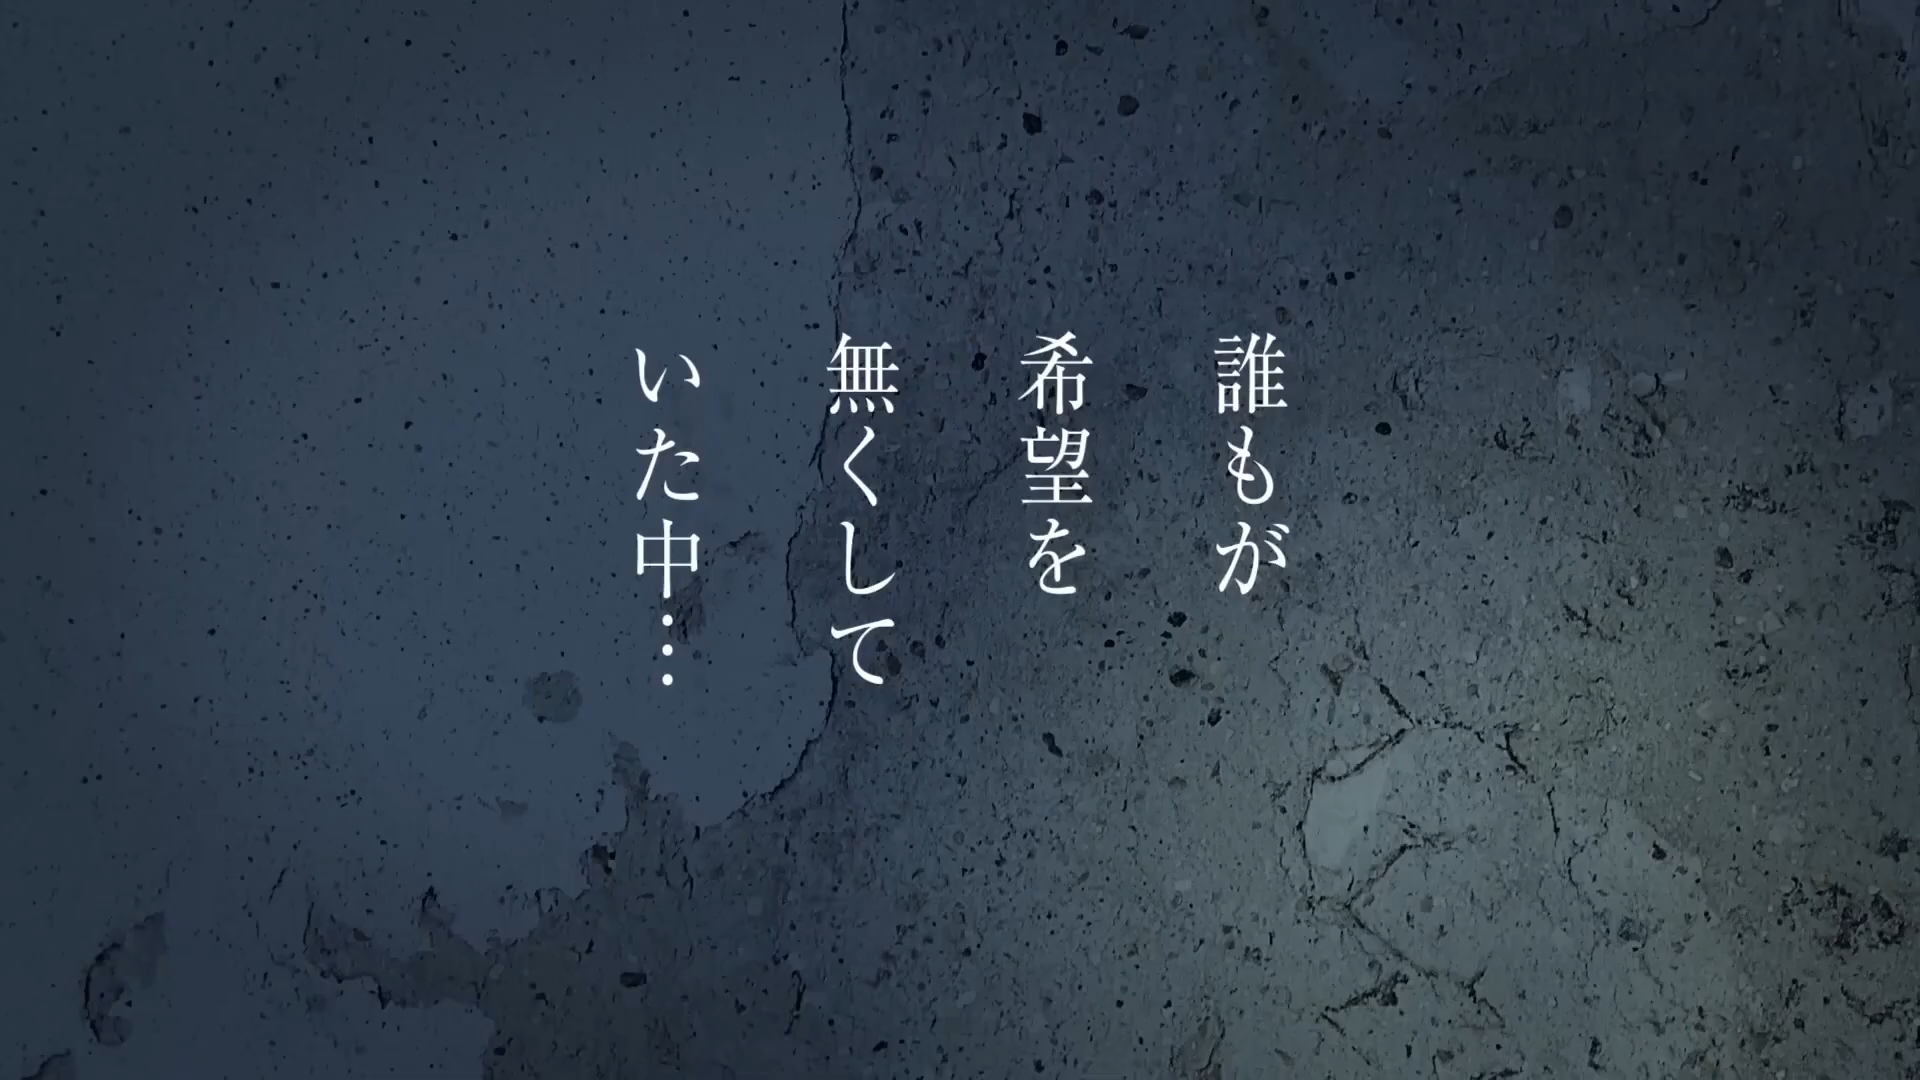 誰もが
希望を
無くして
いた中…